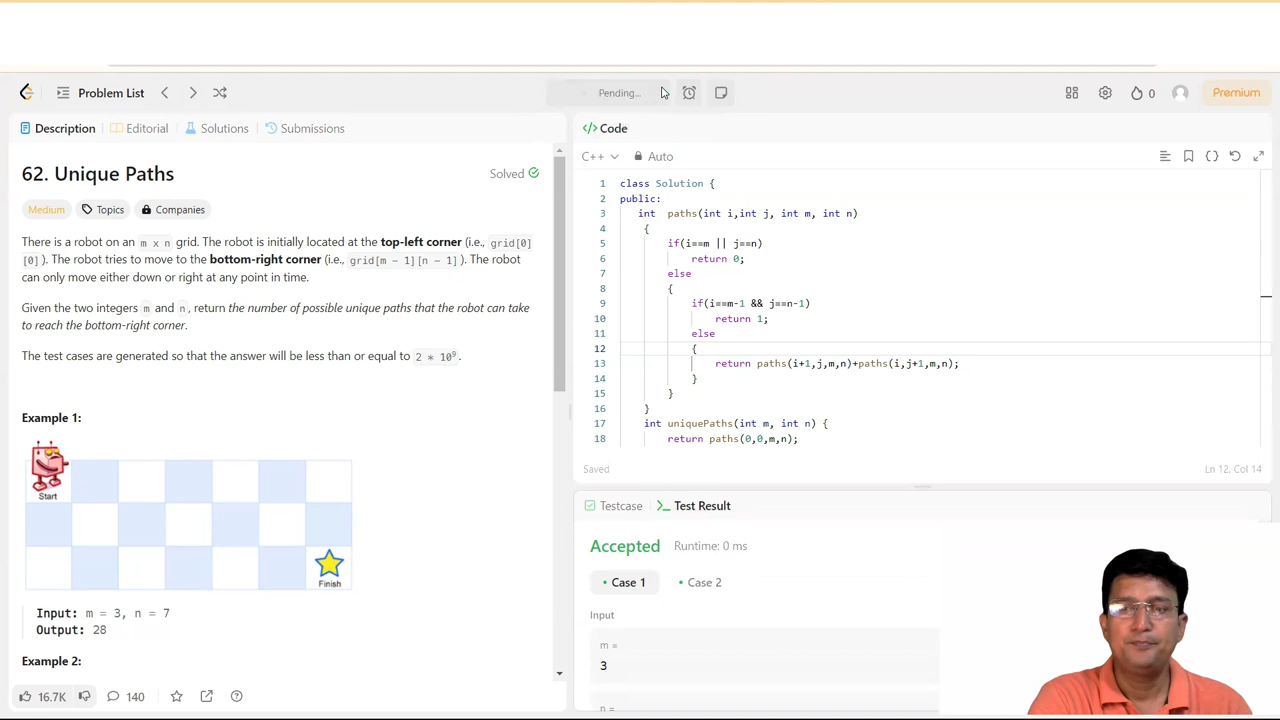 Problem List
Pending...
0
Premium
Description
Editorial
Solutions
Submissions
62. Unique Paths
Solved
Medium
Topics
Companies
There is a robot on an m x n grid. The robot is initially located at the top-left corner (i.e., grid[0]
[0]). The robot tries to move to the bottom-right corner (i.e., grid[m - 1][n - 1]). The robot
can only move either down or right at any point in time.
Given the two integers m and n, return the number of possible unique paths that the robot can take
to reach the bottom-right corner.
The test cases are generated so that the answer will be less than or equal to 2 * 10⁹.
Example 1:
Start
Finish
Input: m = 3, n = 7
Output: 28
Example 2:
16.7K
140
</> Code
C++
Auto
1 class Solution {
2 public:
3 int paths(int i,int j, int m, int n)
4 {
5 if(i==m || j==n)
6 return 0;
7 else
8 {
9 if(i==m-1 && j==n-1)
10 return 1;
11 else
12 {
13 return paths(i+1,j,m,n)+paths(i,j+1,m,n);
14 }
15 }
16 }
17 int uniquePaths(int m, int n) {
18 return paths(0,0,m,n);
Saved
Ln 12, Col 14
Testcase
Test Result
Accepted
Runtime: 0 ms
Case 1
Case 2
Input
m =
3
n =